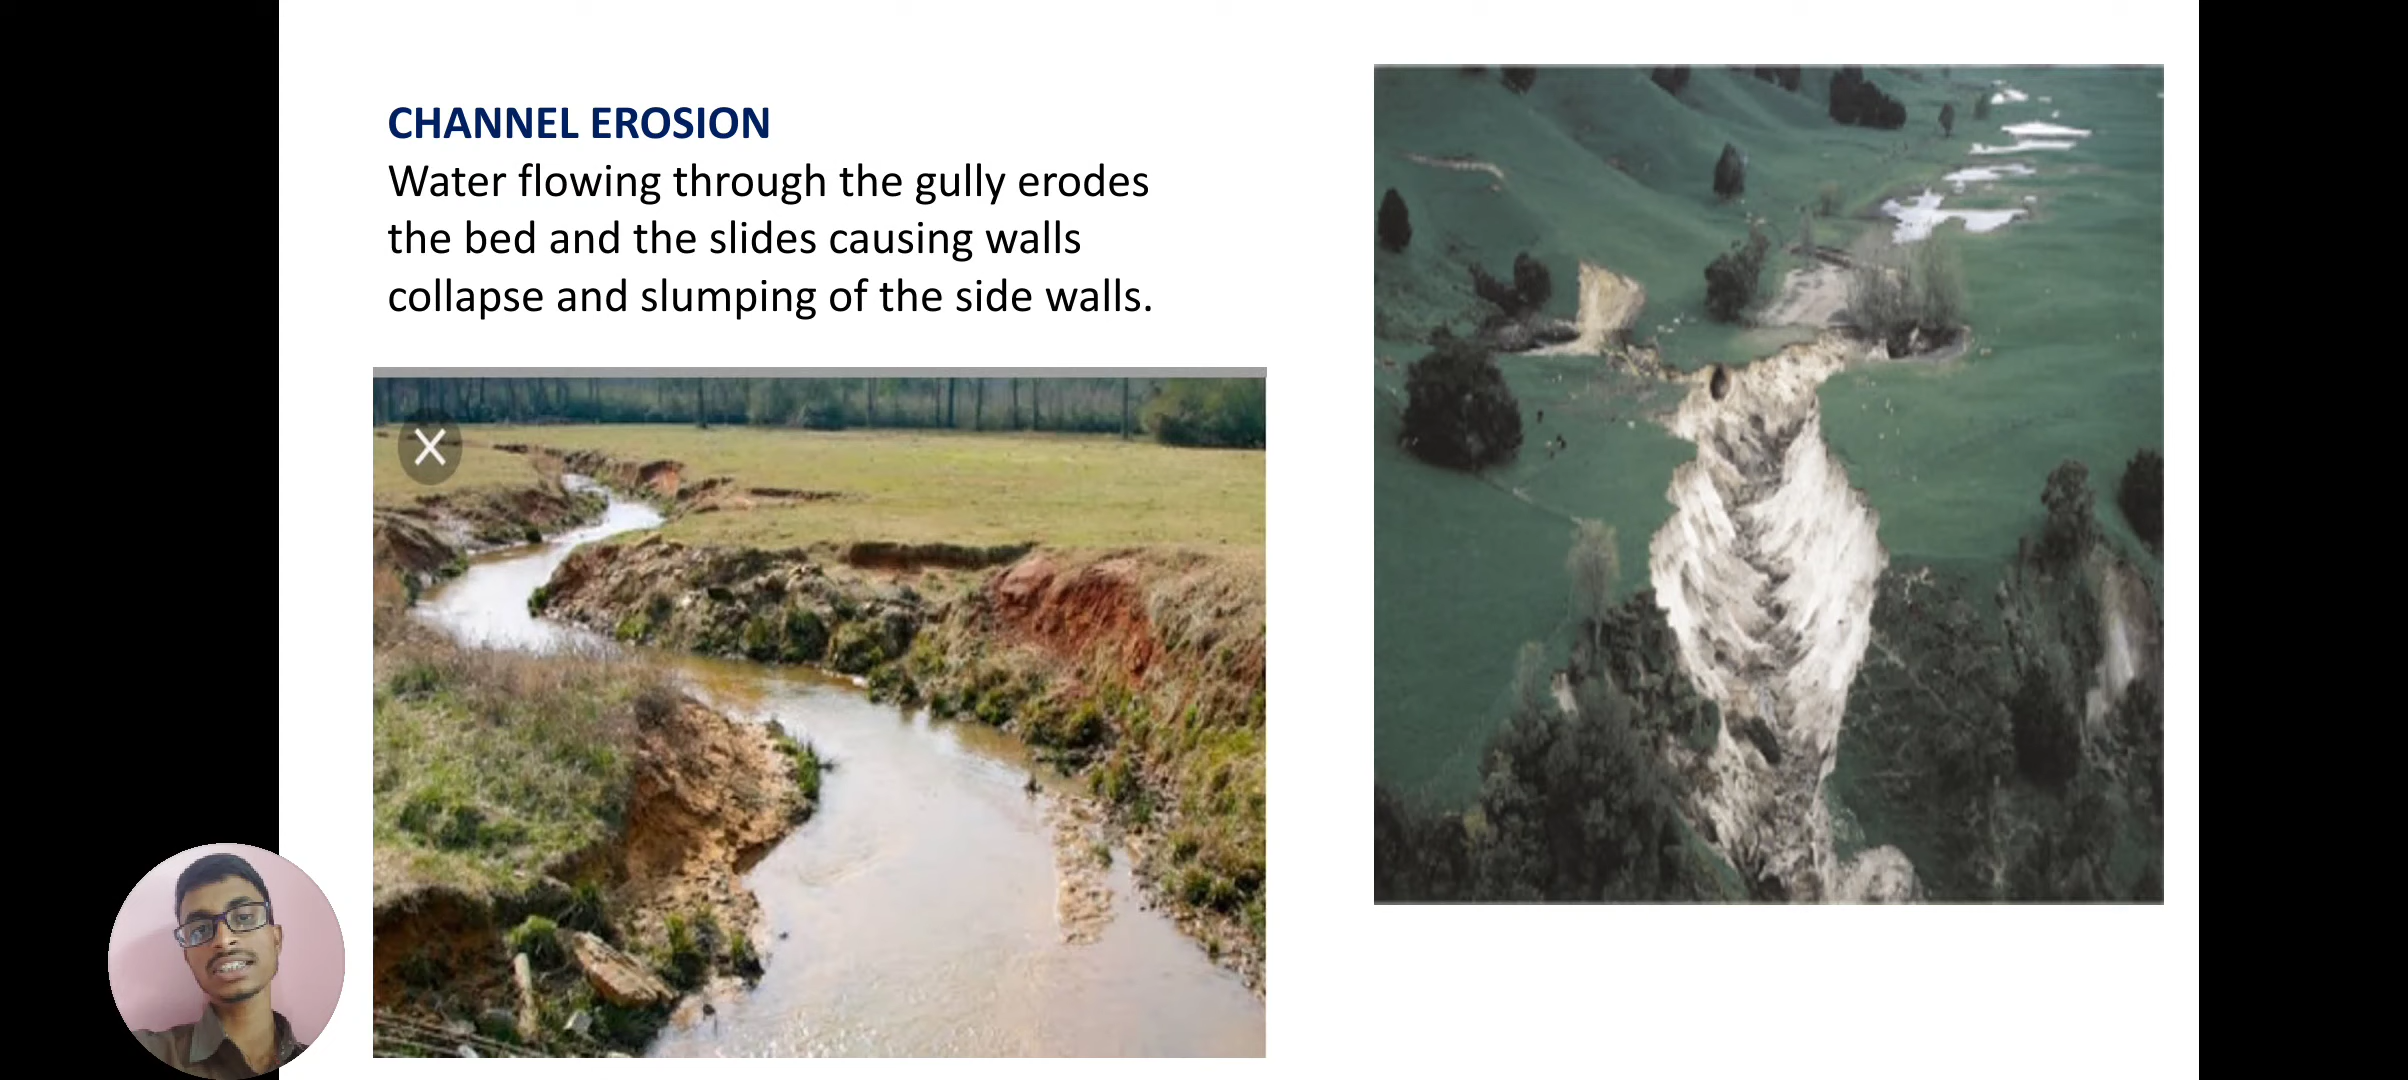 CHANNEL EROSION
Water flowing through the gully erodes
the bed and the slides causing walls
collapse and slumping of the side walls.